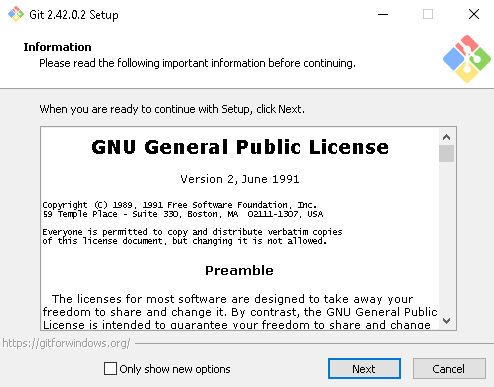 Git 2.42.0.2 Setup
Information
Please read the following important information before continuing.
When you are ready to continue with Setup, click Next.
GNU General Public License
Version 2, June 1991
Copyright (C) 1989, 1991 Free Software Foundation, Inc.
59 Temple Place - Suite 330, Boston, MA  02111-1307, USA
Everyone is permitted to copy and distribute verbatim copies
of this license document, but changing it is not allowed.
Preamble
The licenses for most software are designed to take away your
freedom to share and change it. By contrast, the GNU General Public
License is intended to guarantee your freedom to share and change
https://gitforwindows.org/
Only show new options
Next
Cancel